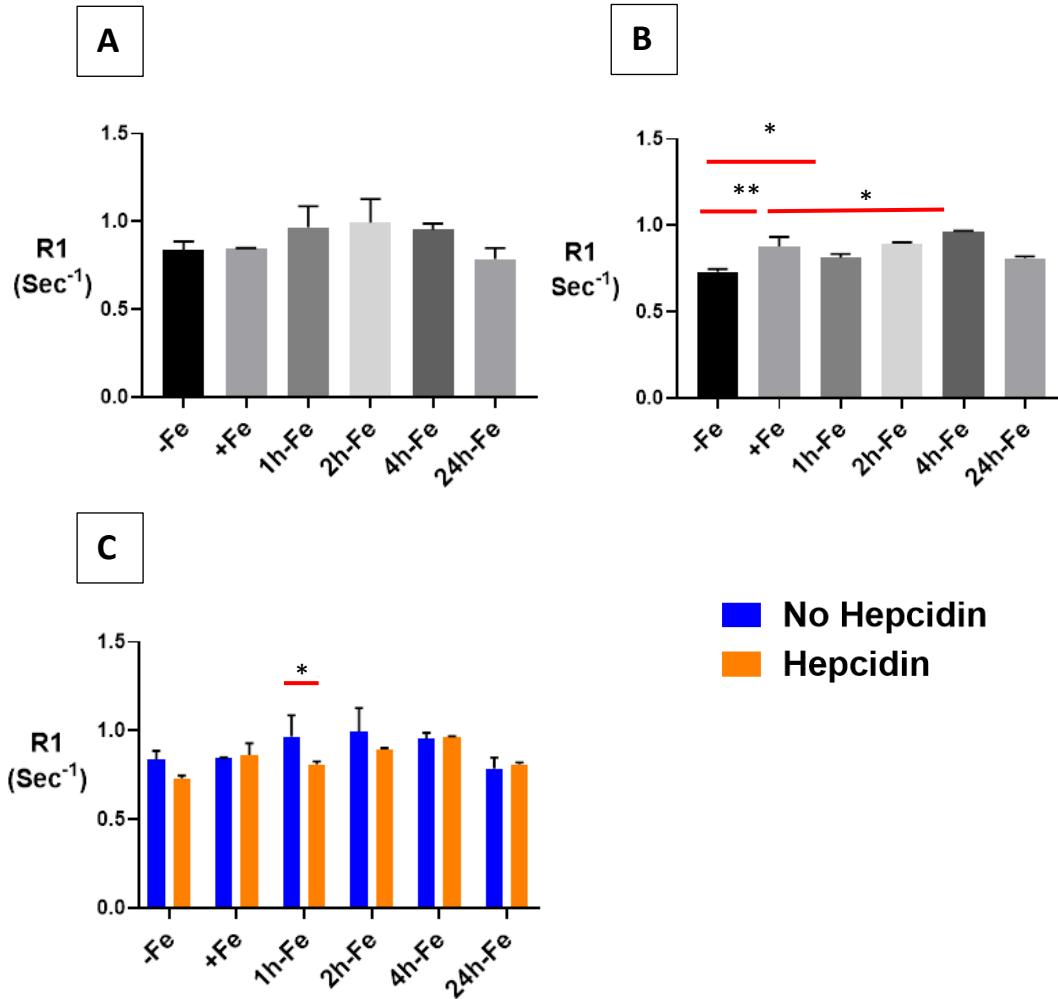 A
1.5
1.0
0.5
0.0
R1
(Sec⁻¹)
-Fe
+Fe
1h-Fe
2h-Fe
4h-Fe
24h-Fe
B
1.5
1.0
0.5
0.0
R1
Sec⁻¹)
*
**
*
-Fe
+Fe
1h-Fe
2h-Fe
4h-Fe
24h-Fe
C
1.5
1.0
0.5
0.0
R1
(Sec⁻¹)
*
-Fe
+Fe
1h-Fe
2h-Fe
4h-Fe
24h-Fe
No Hepcidin
Hepcidin